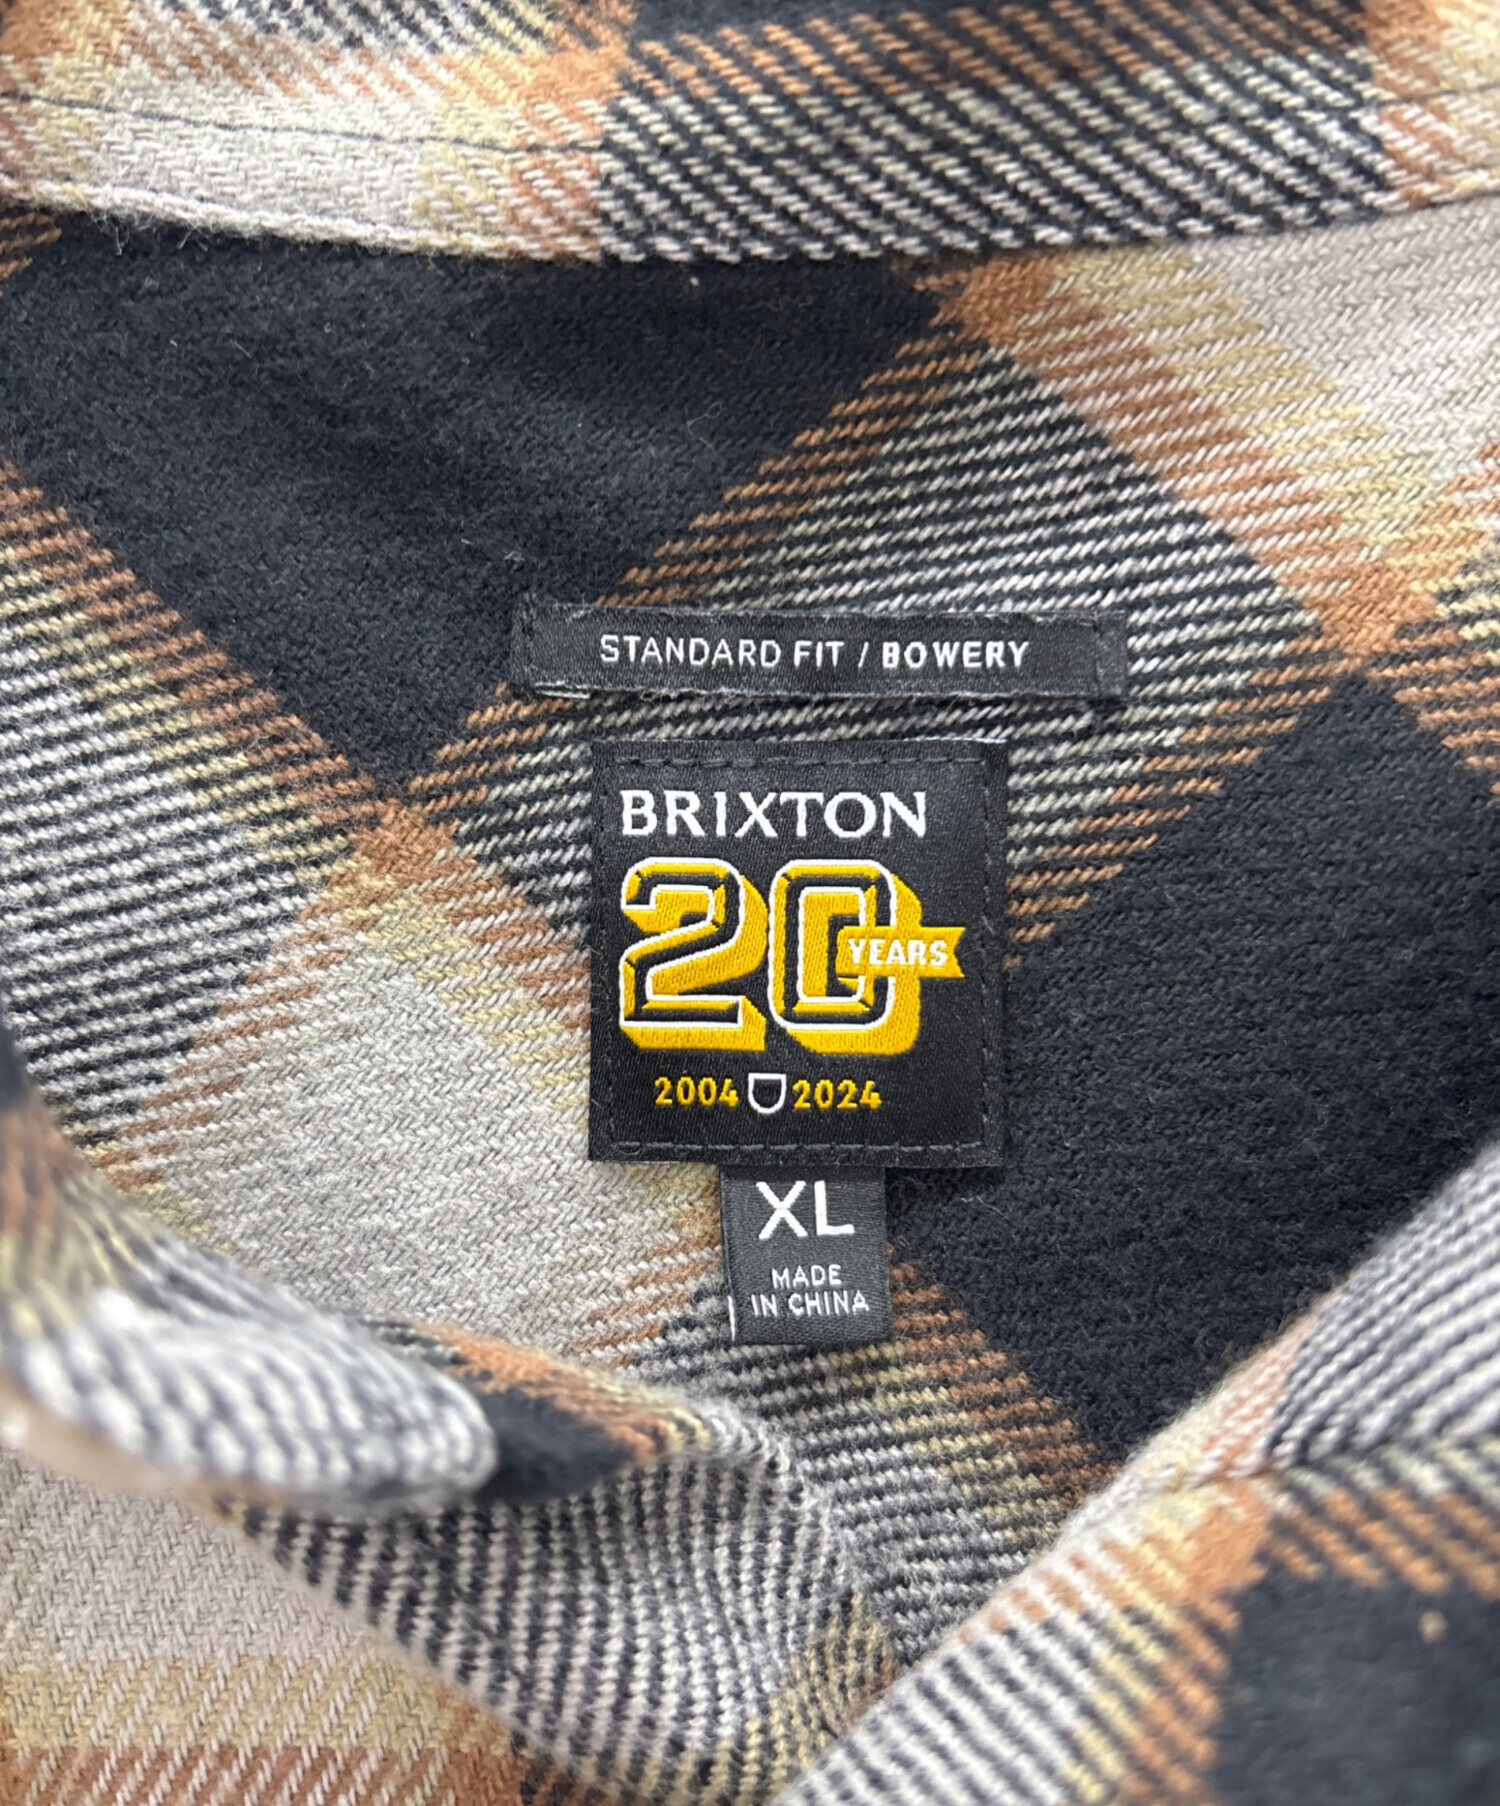 STANDARD FIT / BOWERY
BRIXTON
20
YEARS
2004 2024
XL
MADE
IN CHINA